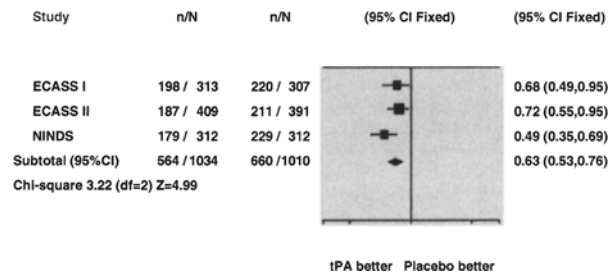 Study n/N n/N (95% CI Fixed) (95% CI Fixed)
ECASS I 198 / 313 220 / 307 0.68 (0.49,0.95)
ECASS II 187 / 409 211 / 391 0.72 (0.55,0.95)
NINDS 179 / 312 229 / 312 0.49 (0.35,0.69)
Subtotal (95%CI) 564 / 1034 660 / 1010 0.63 (0.53,0.76)
Chi-square 3.22 (df=2) Z=4.99
tPA better Placebo better